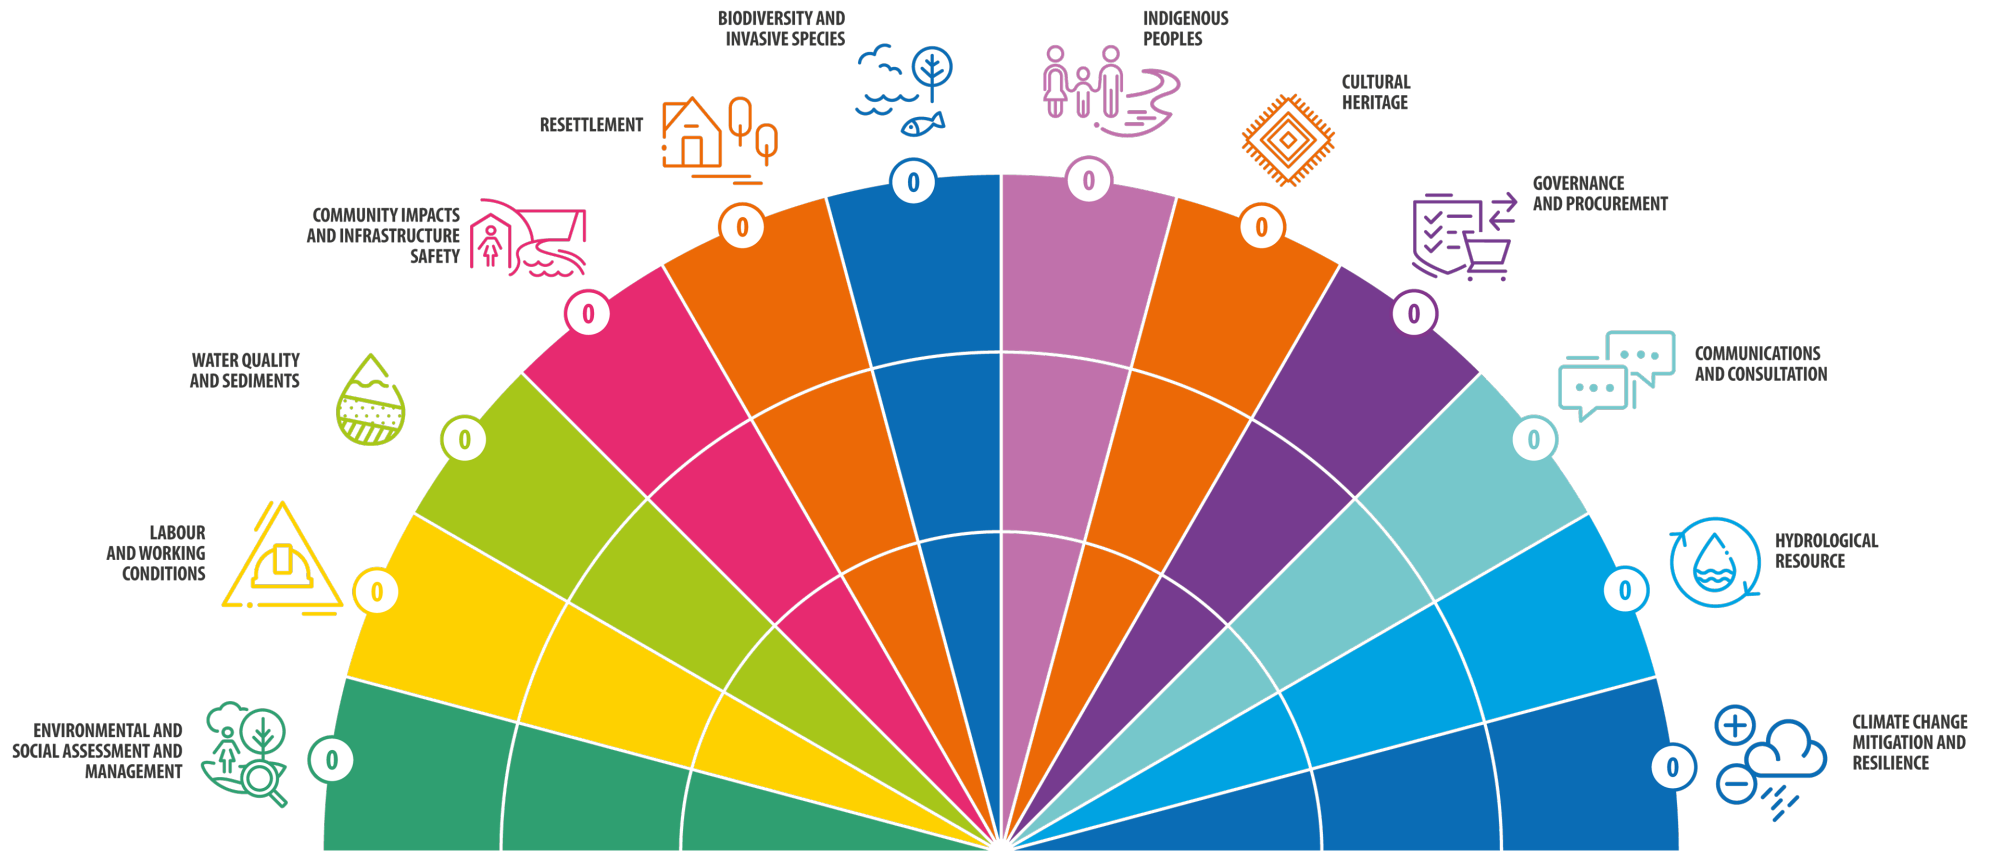 ENVIRONMENTAL AND
SOCIAL ASSESSMENT AND
MANAGEMENT
0
LABOUR
AND WORKING
CONDITIONS
0
WATER QUALITY
AND SEDIMENTS
0
COMMUNITY IMPACTS
AND INFRASTRUCTURE
SAFETY
0
RESETTLEMENT
0
BIODIVERSITY AND
INVASIVE SPECIES
0
INDIGENOUS
PEOPLES
0
CULTURAL
HERITAGE
0
GOVERNANCE
AND PROCUREMENT
0
COMMUNICATIONS
AND CONSULTATION
0
HYDROLOGICAL
RESOURCE
0
CLIMATE CHANGE
MITIGATION AND
RESILIENCE
0